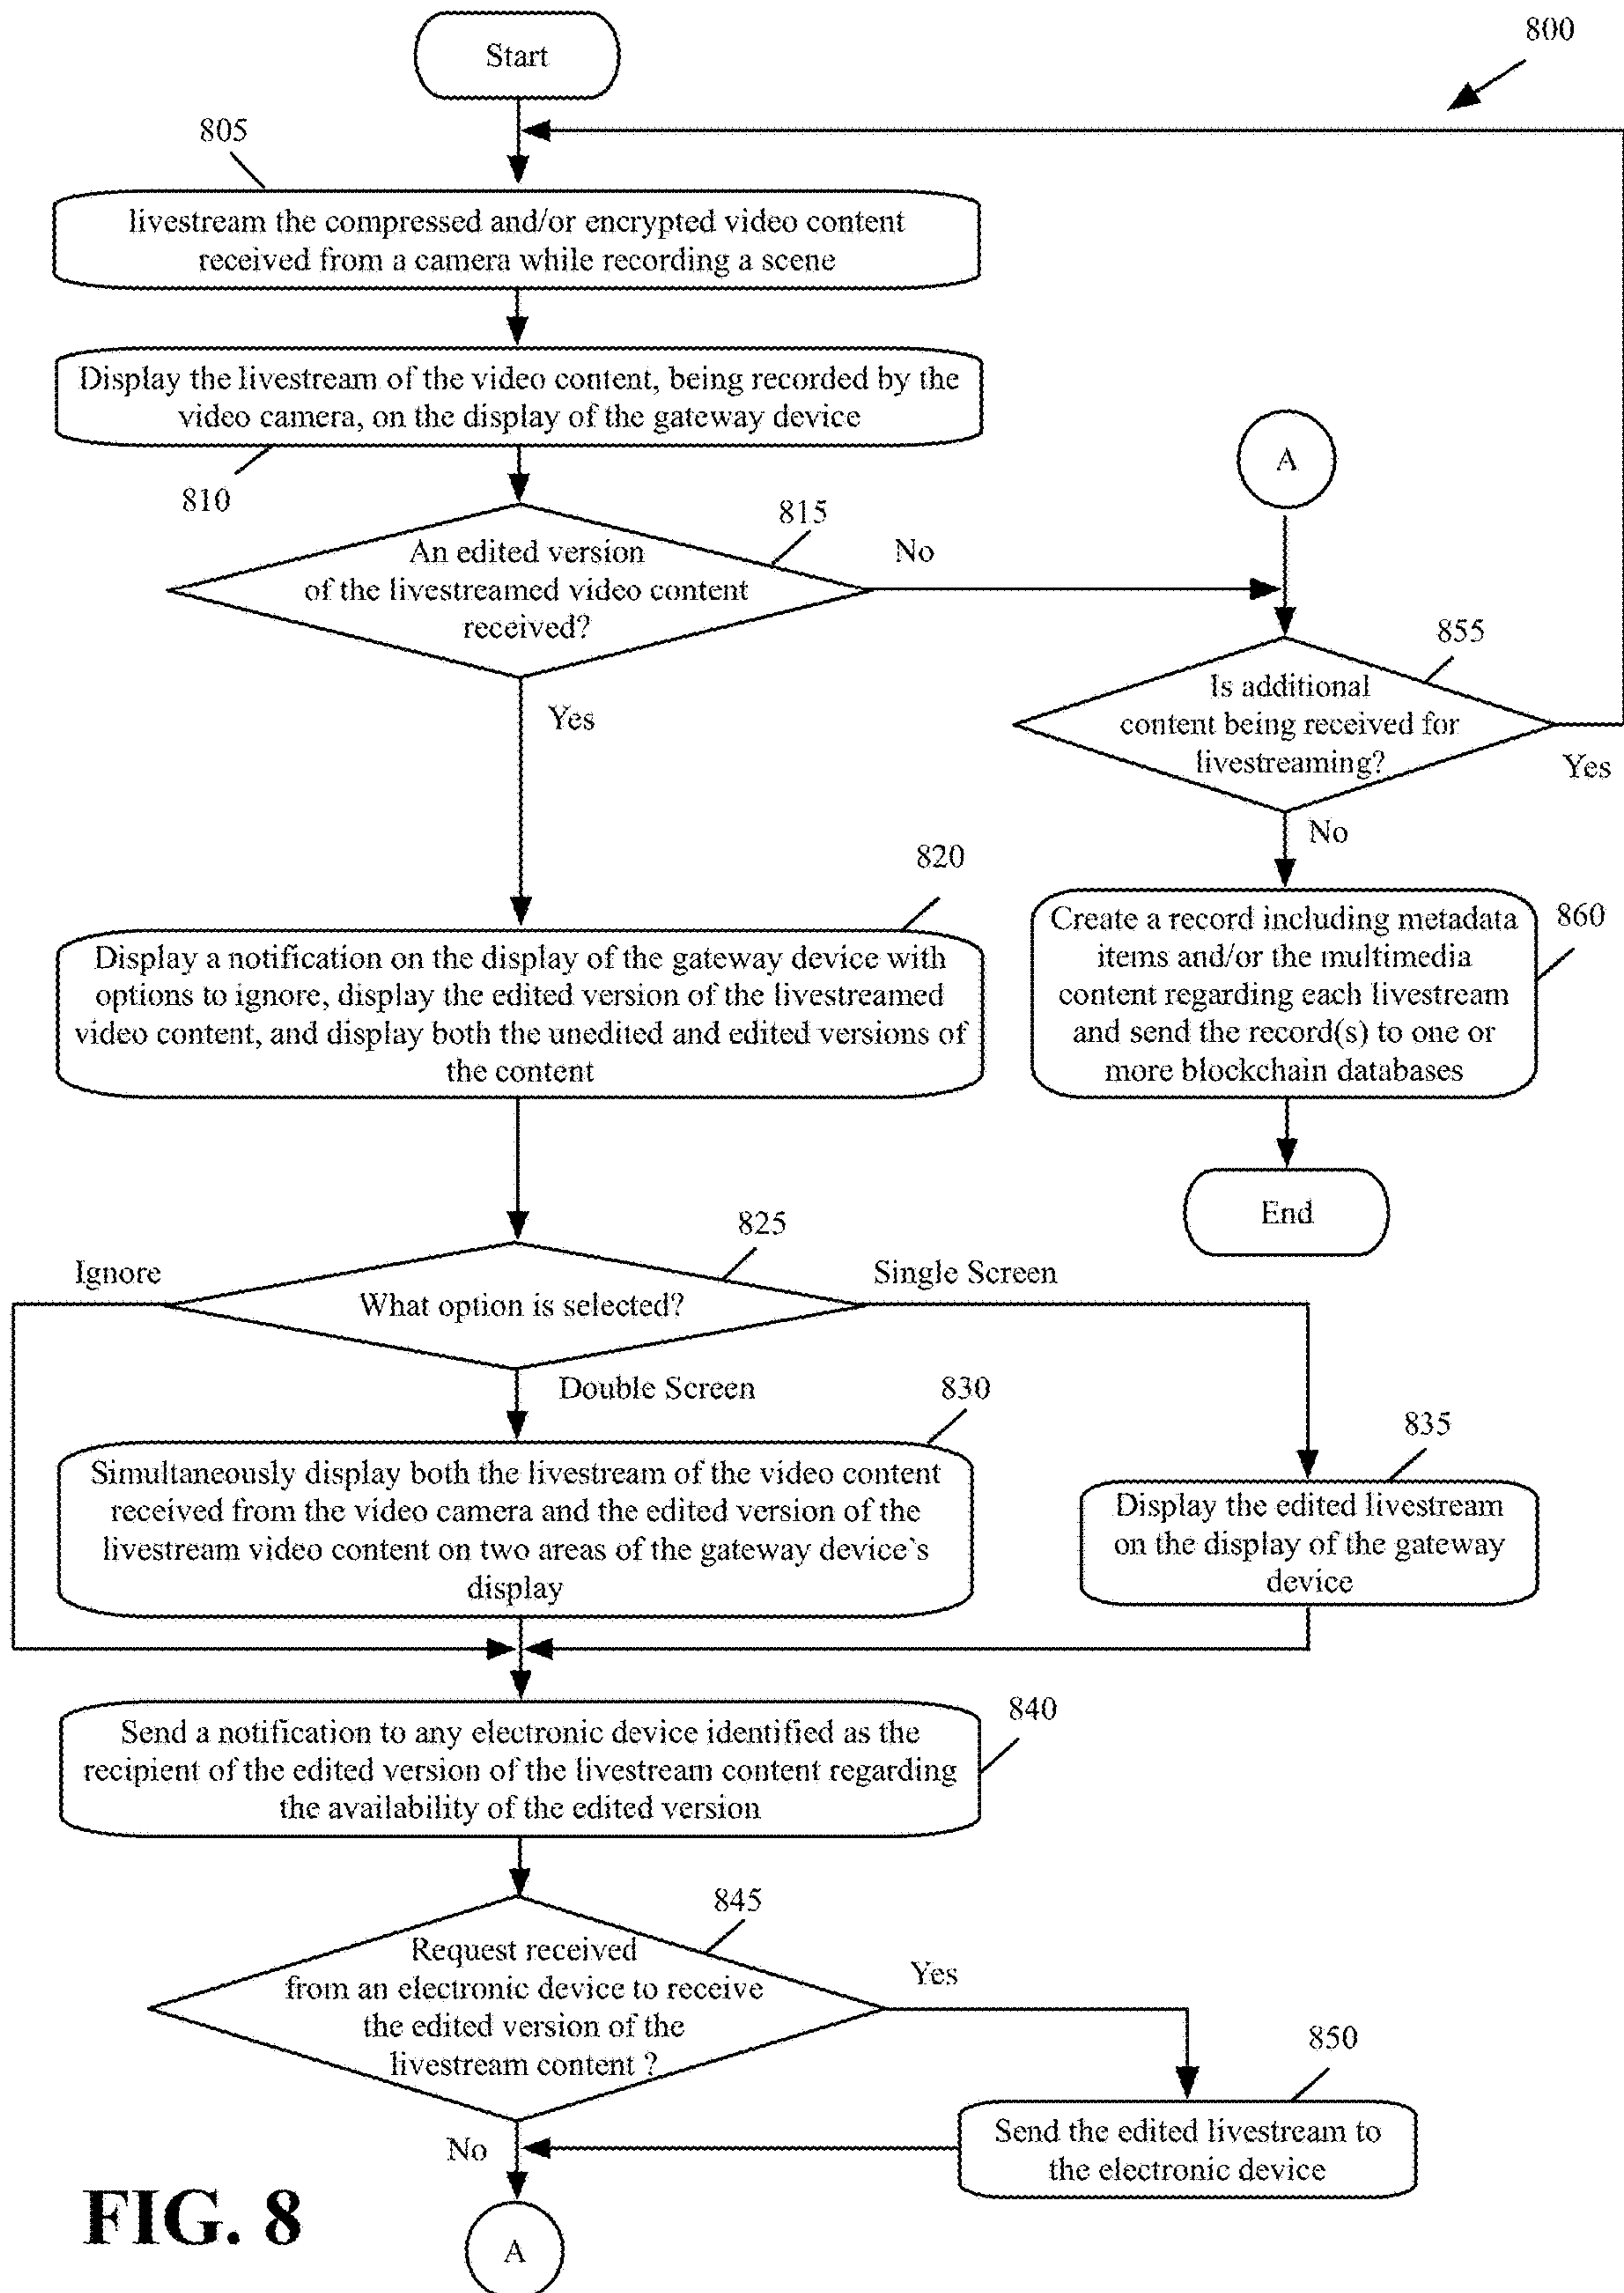 Start
800
805
livestream the compressed and/or encrypted video content
received from a camera while recording a scene
Display the livestream of the video content, being recorded by the
video camera, on the display of the gateway device
810
A
815
An edited version
of the livestreamed video content
received?
No
Yes
855
Is additional
content being received for
livestreaming?
Yes
No
820
Display a notification on the display of the gateway device with
options to ignore, display the edited version of the livestreamed
video content, and display both the unedited and edited versions of
the content
860
Create a record including metadata
items and/or the multimedia
content regarding each livestream
and send the record(s) to one or
more blockchain databases
End
825
Ignore
What option is selected?
Single Screen
Double Screen
830
Simultaneously display both the livestream of the video content
received from the video camera and the edited version of the
livestream video content on two areas of the gateway device's
display
835
Display the edited livestream
on the display of the gateway
device
840
Send a notification to any electronic device identified as the
recipient of the edited version of the livestream content regarding
the availability of the edited version
845
Request received
from an electronic device to receive
the edited version of the
livestream content ?
Yes
850
Send the edited livestream to
the electronic device
No
A
FIG. 8